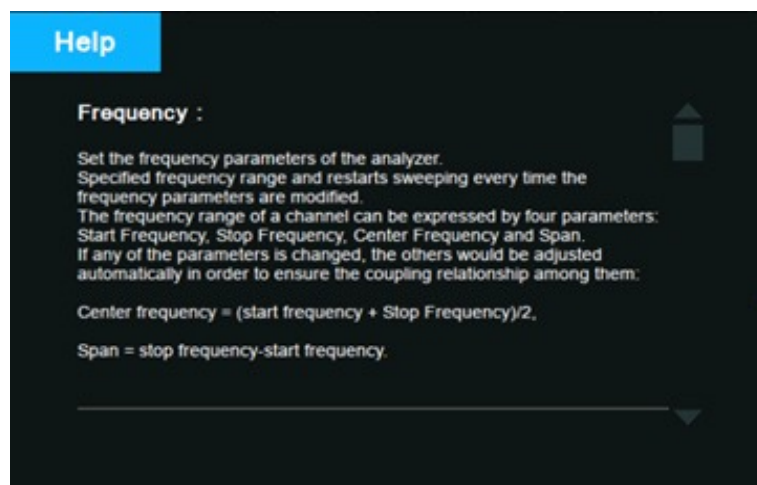 Help
Frequency :
Set the frequency parameters of the analyzer.
Specified frequency range and restarts sweeping every time the
frequency parameters are modified.
The frequency range of a channel can be expressed by four parameters:
Start Frequency, Stop Frequency, Center Frequency and Span.
If any of the parameters is changed, the others would be adjusted
automatically in order to ensure the coupling relationship among them:
Center frequency = (start frequency + Stop Frequency)/2,
Span = stop frequency-start frequency.